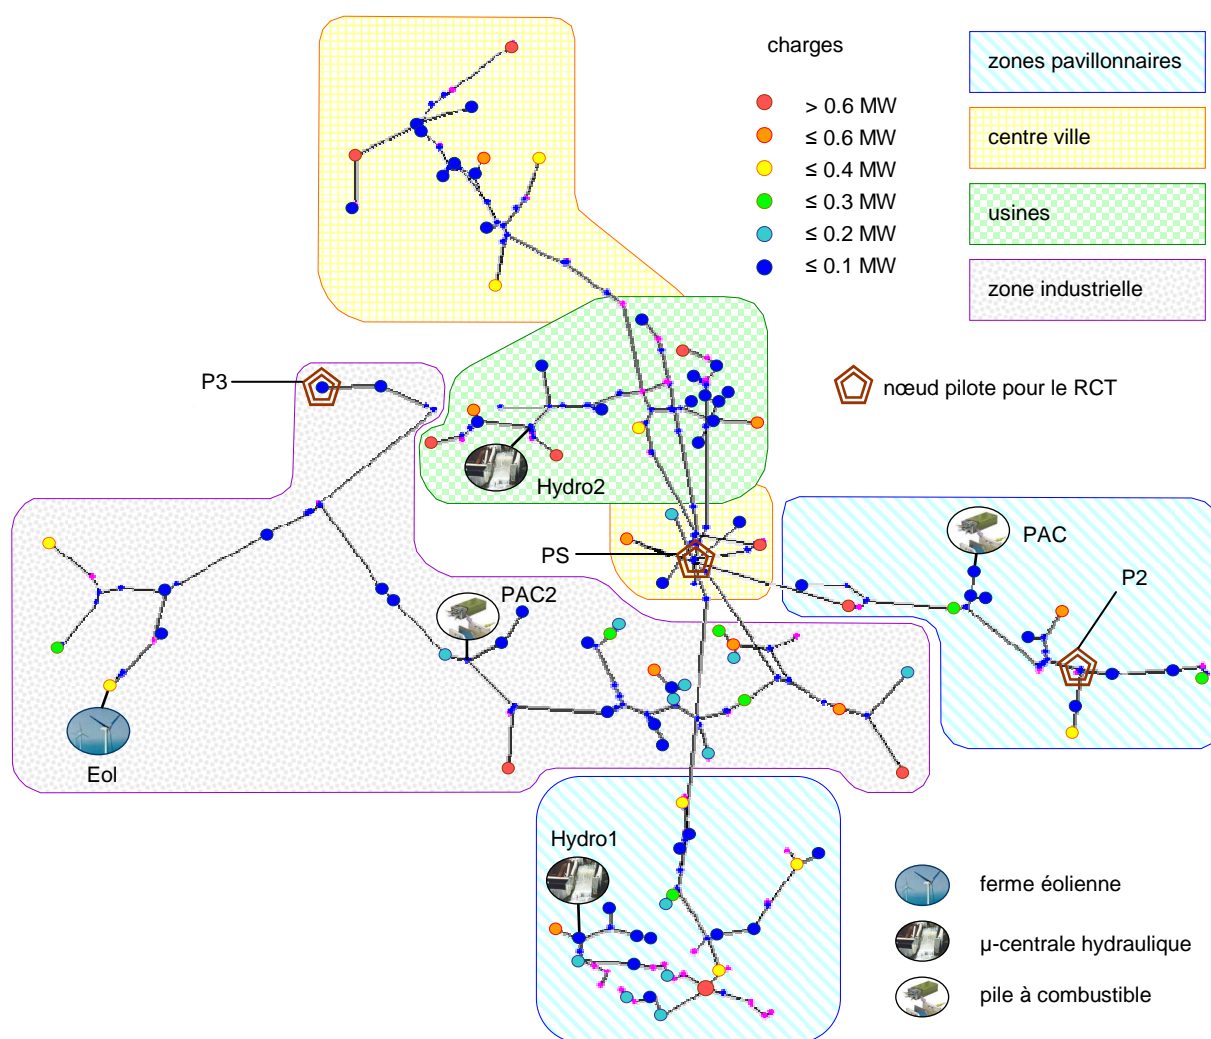 charges
> 0.6 MW
≤ 0.6 MW
≤ 0.4 MW
≤ 0.3 MW
≤ 0.2 MW
≤ 0.1 MW
zones pavillonnaires
centre ville
usines
zone industrielle
nœud pilote pour le RCT
P3
Hydro2
PS
PAC
P2
PAC2
Eol
Hydro1
ferme éolienne
µ-centrale hydraulique
pile à combustible